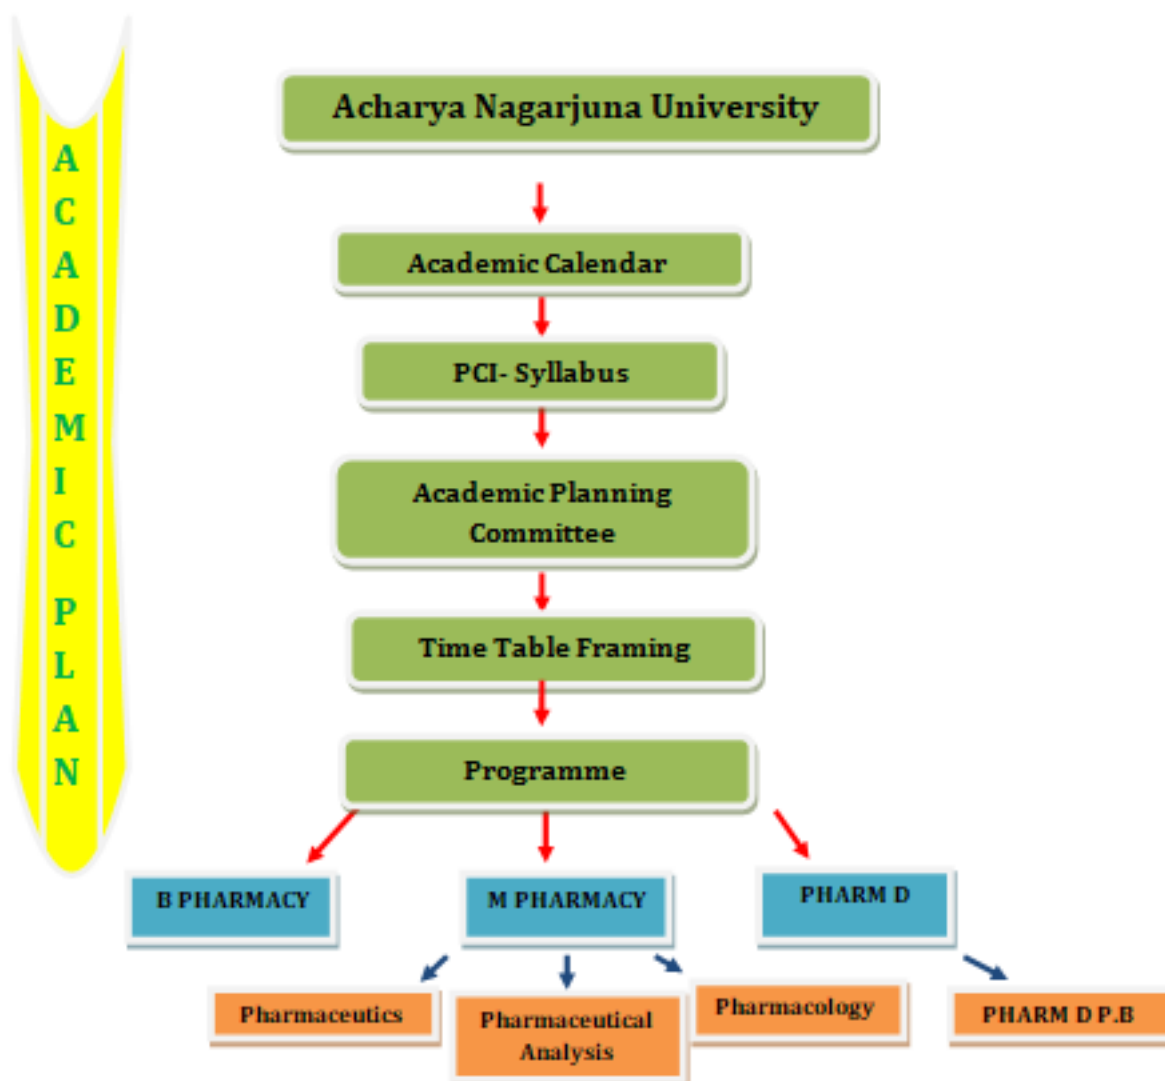 ACADEMIC PLAN
Acharya Nagarjuna University
Academic Calendar
PCI- Syllabus
Academic Planning
Committee
Time Table Framing
Programme
B PHARMACY
M PHARMACY
PHARM D
Pharmaceutics
Pharmaceutical
Analysis
Pharmacology
PHARM D P.B